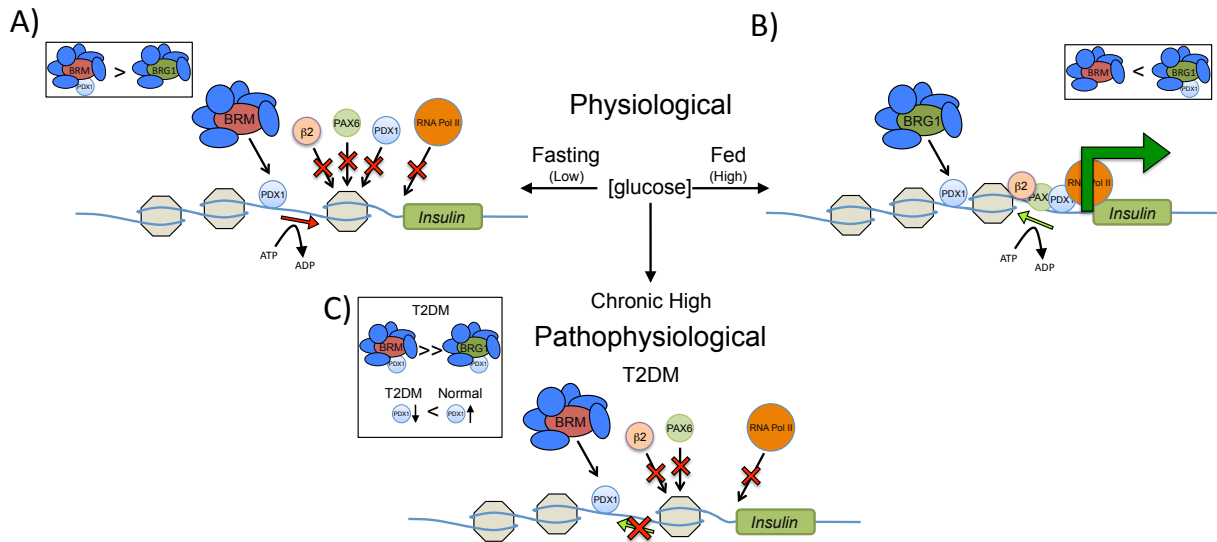 A)
BRM
PDX1
>
BRG1
BRM
β2
PAX6
PDX1
RNA Pol II
PDX1
Insulin
ATP
ADP
Physiological
Fasting
(Low)
[glucose]
Fed
(High)
B)
BRM
<
BRG1
PDX1
BRG1
PDX1
β2
PAX
PDX1
RNA Pol II
Insulin
ATP
ADP
Chronic High
Pathophysiological
T2DM
C)
T2DM
BRM
PDX1
>>
BRG1
PDX1
T2DM
Normal
PDX1
<
PDX1
BRM
β2
PAX6
RNA Pol II
PDX1
Insulin